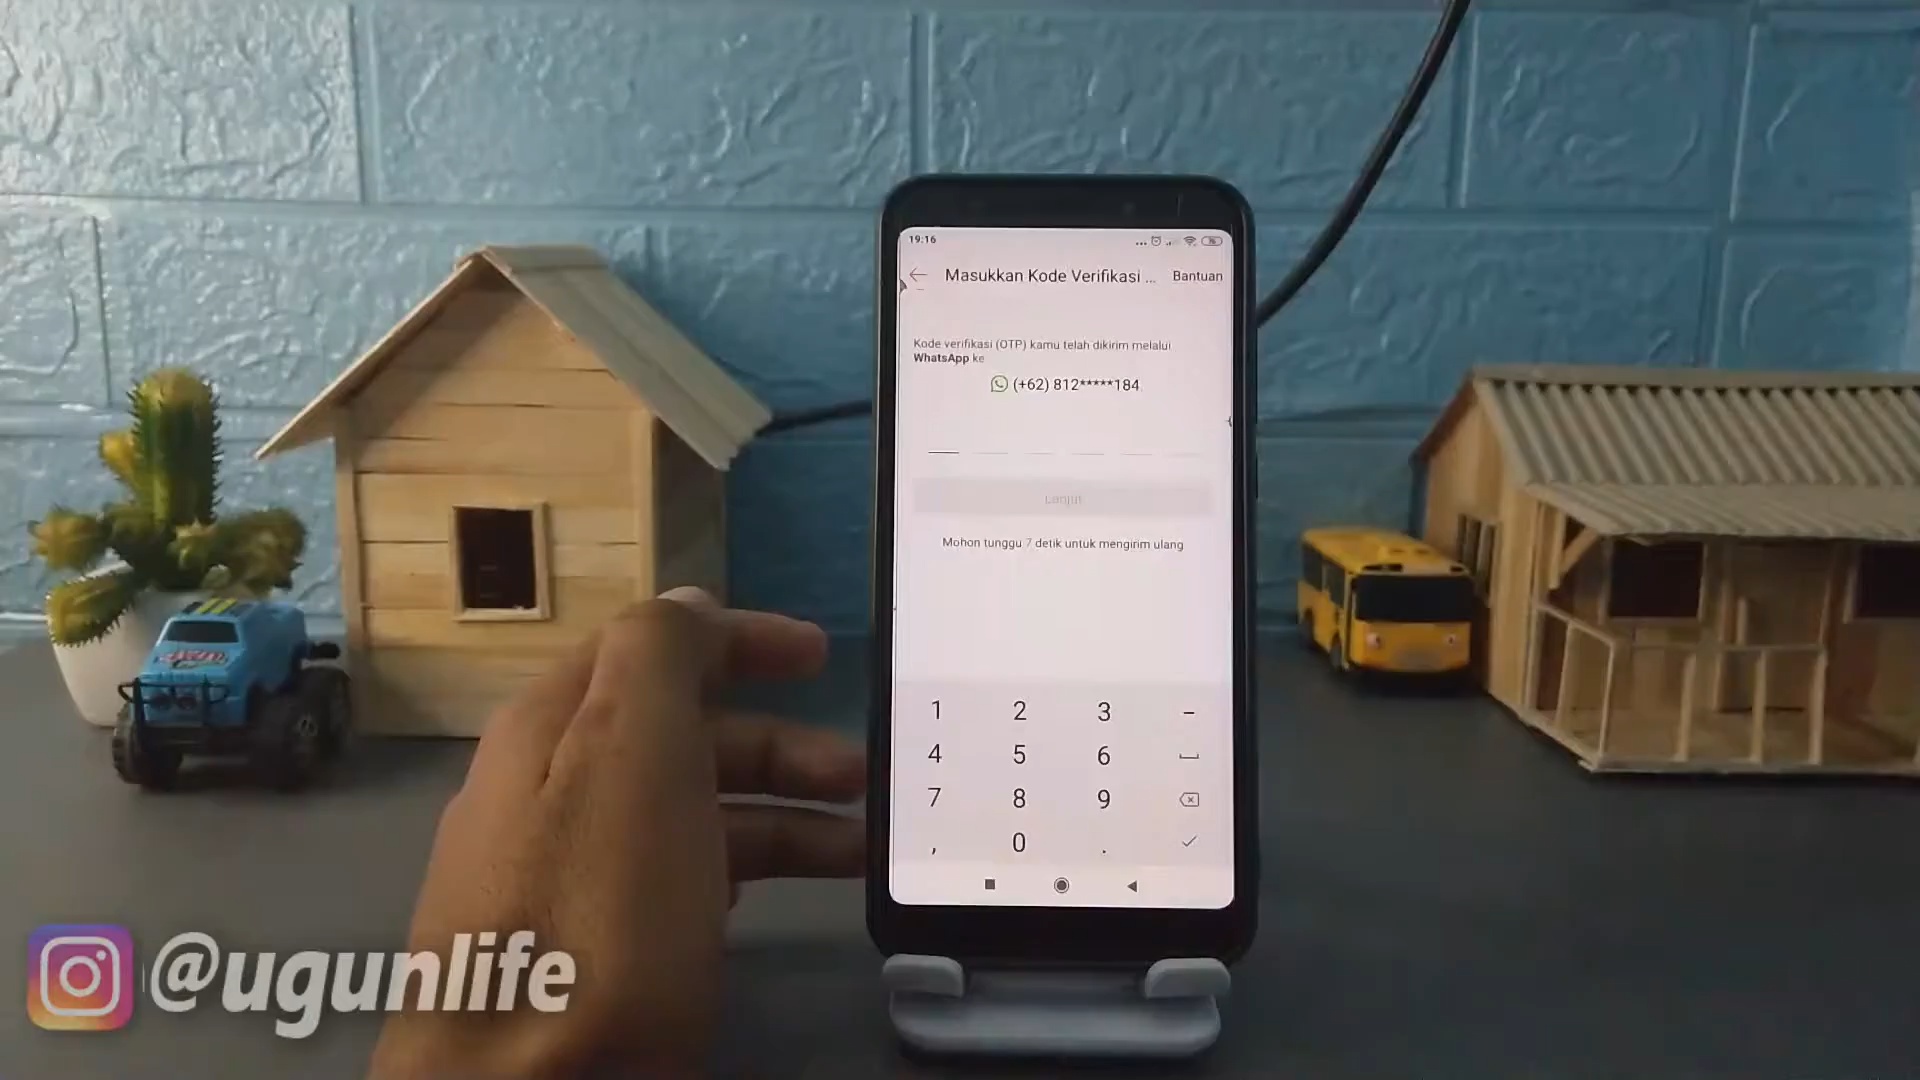 19:16
Masukkan Kode Verifikasi ... Bantuan
Kode verifikasi (OTP) kamu telah dikirim melalui
WhatsApp ke
(+62) 812*****184
Lanjut
Mohon tunggu 7 detik untuk mengirim ulang
1 2 3 -
4 5 6
7 8 9
, 0 .
@ugunlife